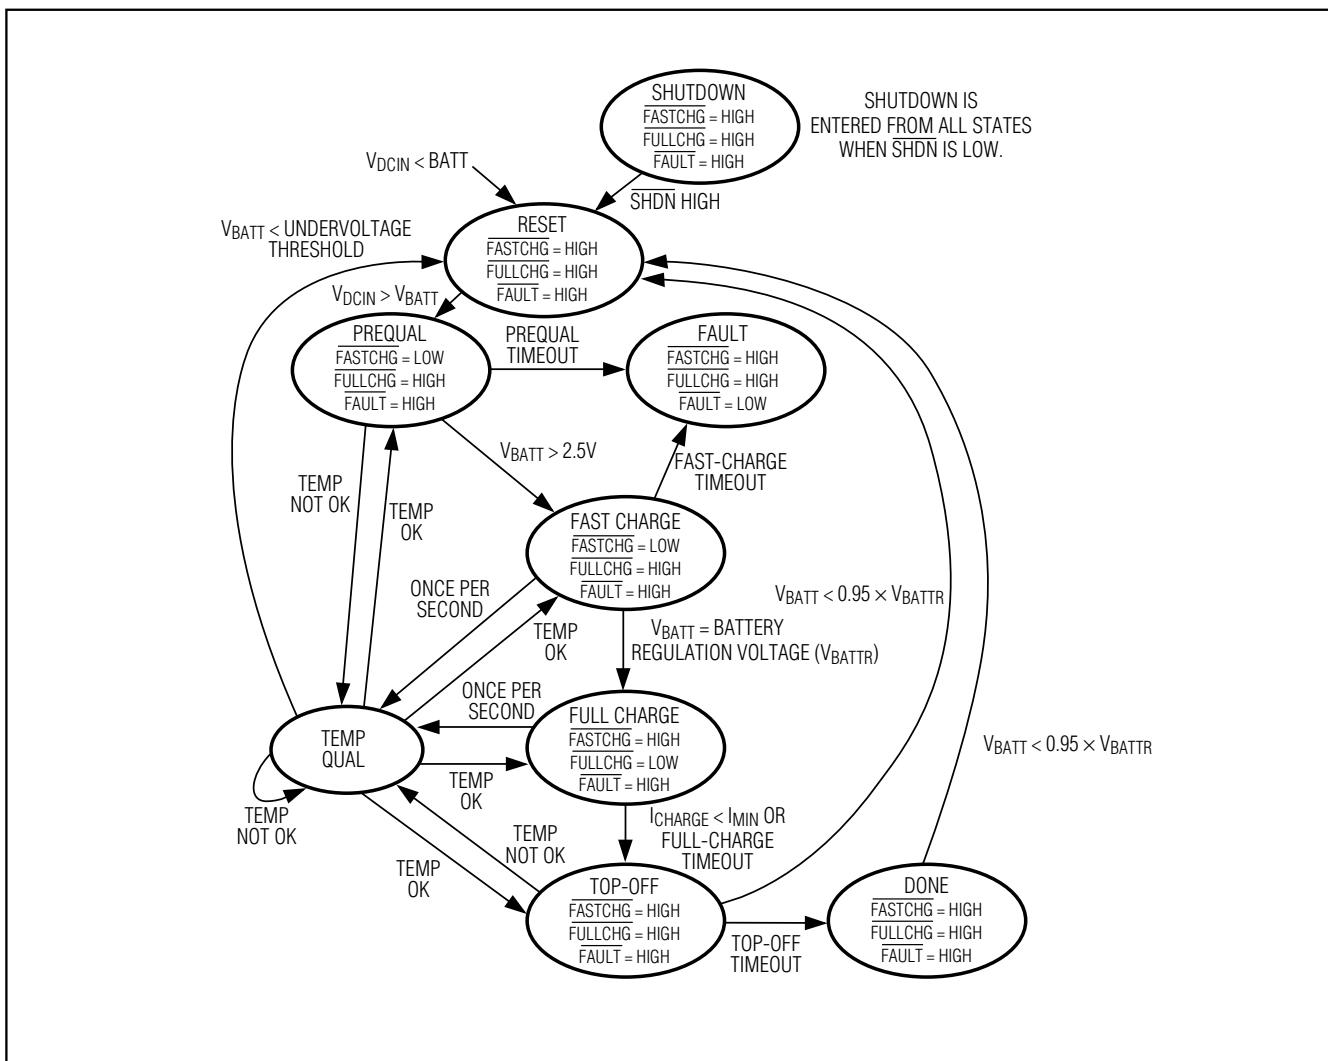 SHUTDOWN
FASTCHG = HIGH
FULLCHG = HIGH
FAULT = HIGH
SHUTDOWN IS
ENTERED FROM ALL STATES
WHEN SHDN IS LOW.
VDCIN < BATT
SHDN HIGH
RESET
FASTCHG = HIGH
FULLCHG = HIGH
FAULT = HIGH
VBATT < UNDERVOLTAGE
THRESHOLD
VDCIN > VBATT
PREQUAL
FASTCHG = LOW
FULLCHG = HIGH
FAULT = HIGH
PREQUAL
TIMEOUT
FAULT
FASTCHG = HIGH
FULLCHG = HIGH
FAULT = LOW
VBATT > 2.5V
FAST-CHARGE
TIMEOUT
TEMP
NOT OK
TEMP
OK
FAST CHARGE
FASTCHG = LOW
FULLCHG = HIGH
FAULT = HIGH
ONCE PER
SECOND
TEMP
OK
VBATT < 0.95 × VBATTR
VBATT = BATTERY
REGULATION VOLTAGE (VBATTR)
ONCE PER
SECOND
FULL CHARGE
FASTCHG = HIGH
FULLCHG = LOW
FAULT = HIGH
TEMP
QUAL
VBATT < 0.95 × VBATTR
TEMP
OK
TEMP
NOT OK
ICHARGE < IMIN OR
FULL-CHARGE
TIMEOUT
TEMP
NOT OK
TEMP
OK
TOP-OFF
FASTCHG = HIGH
FULLCHG = HIGH
FAULT = HIGH
TOP-OFF
TIMEOUT
DONE
FASTCHG = HIGH
FULLCHG = HIGH
FAULT = HIGH